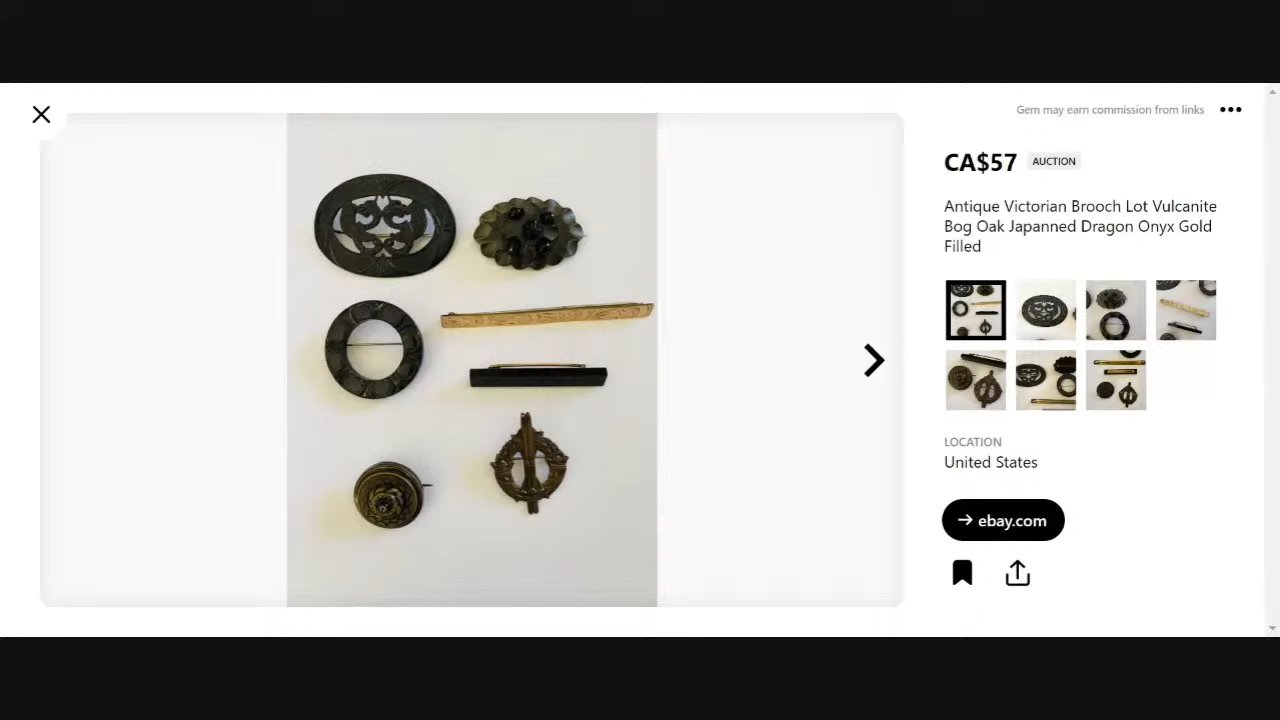 Gem may earn commission from links
CA$57 AUCTION
Antique Victorian Brooch Lot Vulcanite
Bog Oak Japanned Dragon Onyx Gold
Filled
LOCATION
United States
ebay.com